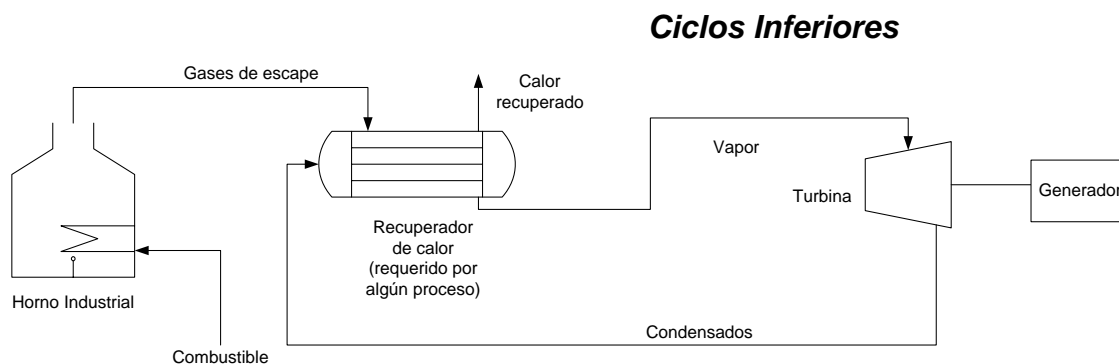 Ciclos Inferiores
Gases de escape
Calor
recuperado
Vapor
Turbina
Generador
Recuperador
de calor
(requerido por
algún proceso)
Horno Industrial
Condensados
Combustible